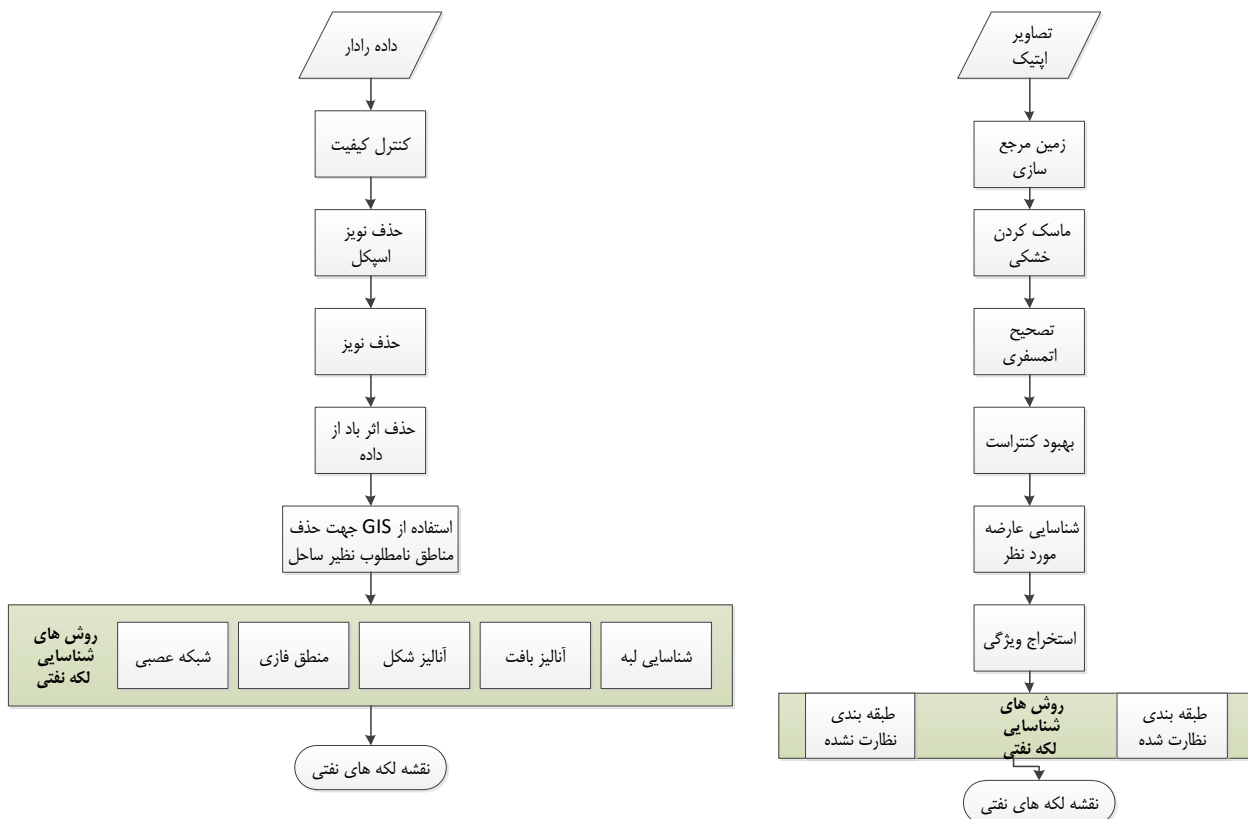 داده رادار
کنترل کیفیت
حذف نویز
اسپکل
حذف نویز
حذف اثر باد از
داده
استفاده از GIS جهت حذف
مناطق نامطلوب نظیر ساحل
روش های
شناسایی
لکه نفتی
شبکه عصبی
منطق فازی
آنالیز شکل
آنالیز بافت
شناسایی لبه
نقشه لکه های نفتی
تصاویر
اپتیک
زمین مرجع
سازی
ماسک کردن
خشکی
تصحیح
اتمسفری
بهبود کنتراست
شناسایی عارضه
مورد نظر
استخراج ویژگی
طبقه بندی
نظارت نشده
روش های
شناسایی
لکه نفتی
طبقه بندی
نظارت شده
نقشه لکه های نفتی